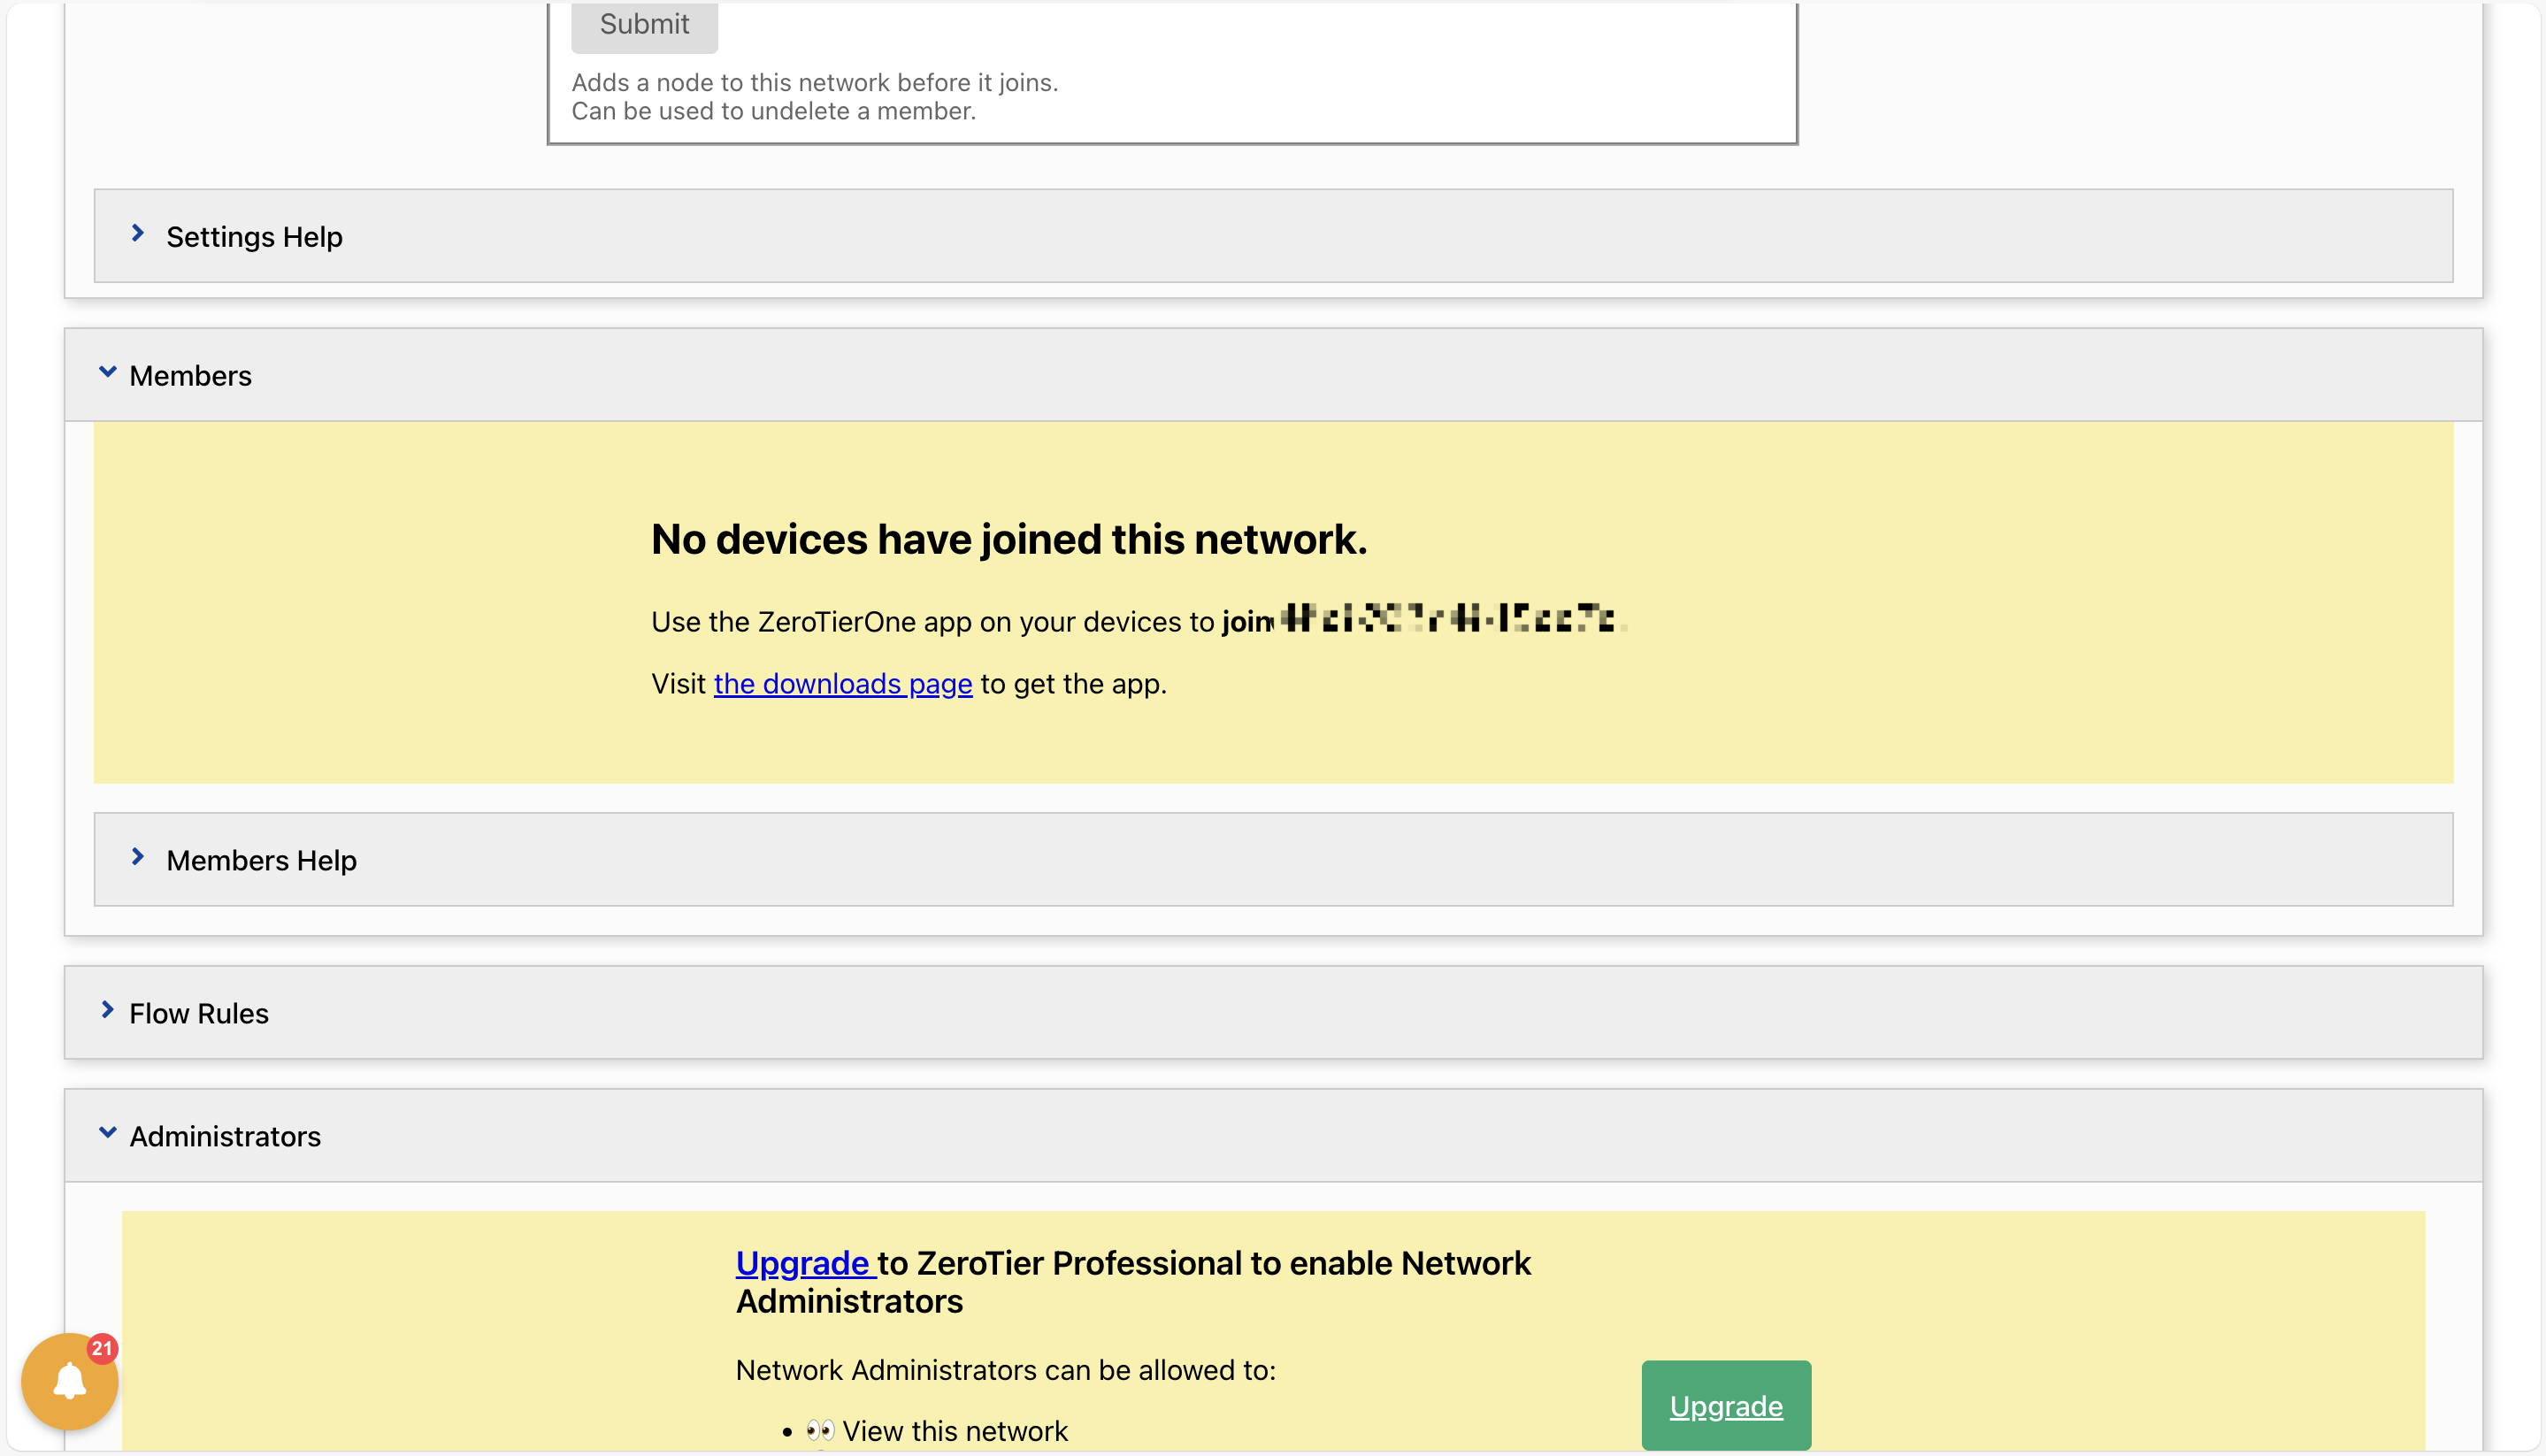 Submit
Adds a node to this network before it joins.
Can be used to undelete a member.
Settings Help
Members
No devices have joined this network.
Use the ZeroTierOne app on your devices to join
Visit the downloads page to get the app.
Members Help
Flow Rules
Administrators
Upgrade to ZeroTier Professional to enable Network
Administrators
Network Administrators can be allowed to:
Upgrade
• 👀 View this network
21